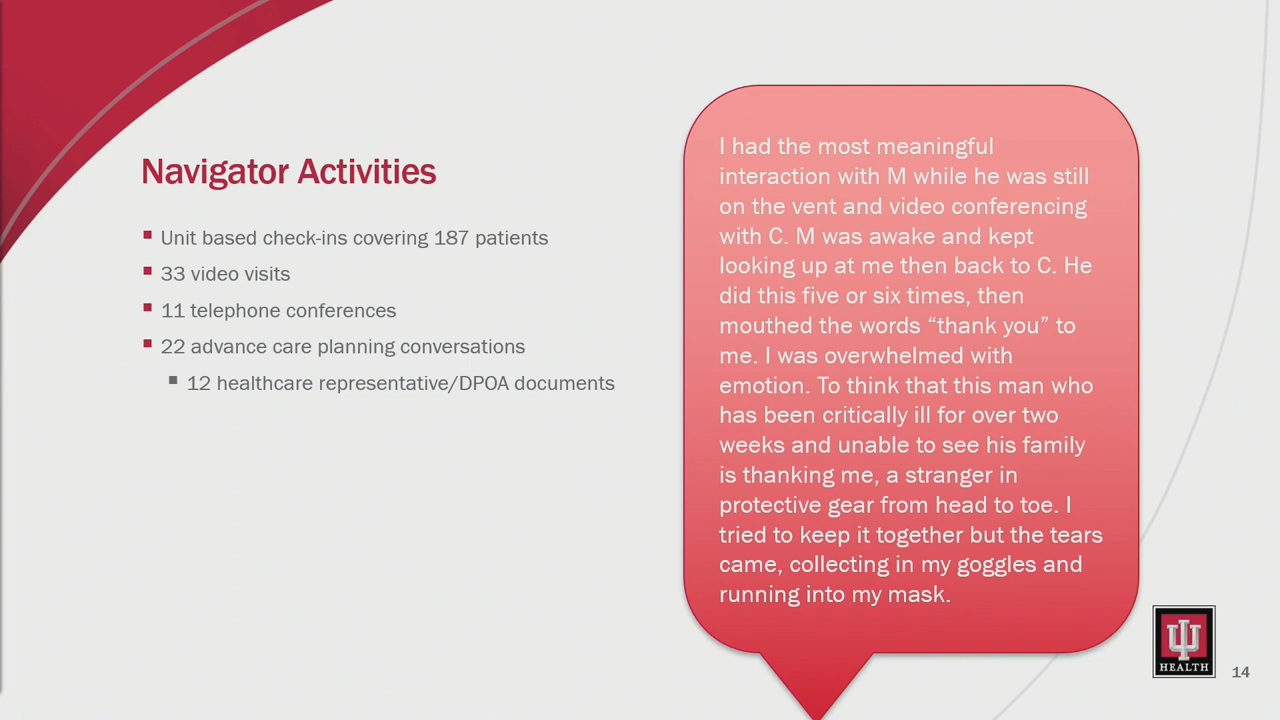 Navigator Activities
Unit based check-ins covering 187 patients
33 video visits
11 telephone conferences
22 advance care planning conversations
12 healthcare representative/DPOA documents
I had the most meaningful
interaction with M while he was still
on the vent and video conferencing
with C. M was awake and kept
looking up at me then back to C. He
did this five or six times, then
mouthed the words “thank you” to
me. I was overwhelmed with
emotion. To think that this man who
has been critically ill for over two
weeks and unable to see his family
is thanking me, a stranger in
protective gear from head to toe. I
tried to keep it together but the tears
came, collecting in my goggles and
running into my mask.
IU
HEALTH
14